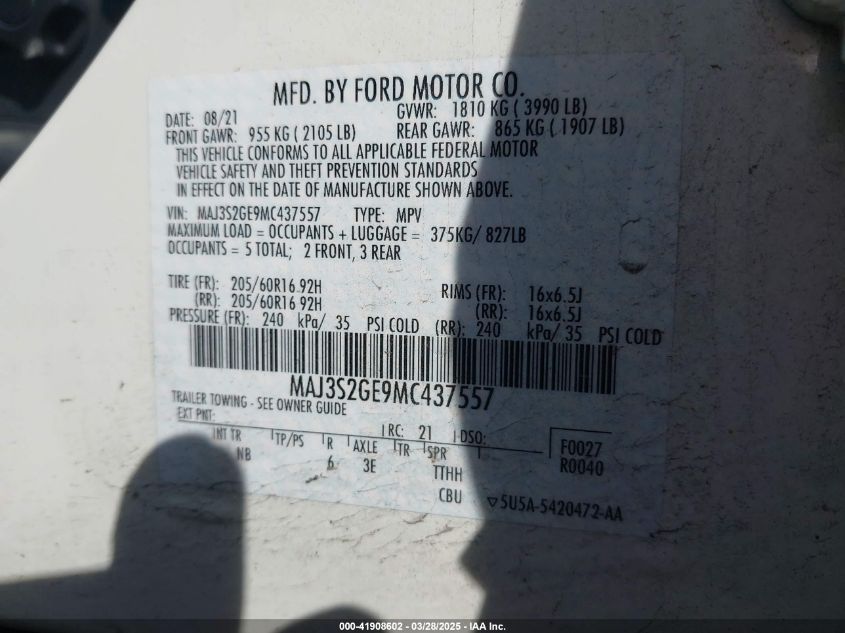 MFD. BY FORD MOTOR CO.
DATE: 08/21 GVWR: 1810 KG ( 3990 LB)
FRONT GAWR: 955 KG ( 2105 LB) REAR GAWR: 865 KG ( 1907 LB)
THIS VEHICLE CONFORMS TO ALL APPLICABLE FEDERAL MOTOR
VEHICLE SAFETY AND THEFT PREVENTION STANDARDS
IN EFFECT ON THE DATE OF MANUFACTURE SHOWN ABOVE.
VIN: MAJ3S2GE9MC437557 TYPE: MPV
MAXIMUM LOAD = OCCUPANTS + LUGGAGE = 375KG/ 827LB
OCCUPANTS = 5 TOTAL; 2 FRONT, 3 REAR
TIRE (FR): 205/60R16 92H RIMS (FR): 16x6.5J
(RR): 205/60R16 92H (RR): 16x6.5J
PRESSURE (FR): 240 kPa/ 35 PSI COLD (RR): 240 kPa/ 35 PSI COLD
MAJ3S2GE9MC437557
TRAILER TOWING - SEE OWNER GUIDE
EXT PNT: RC: 21 DSO:
INT TR TP/PS R AXLE TR SPR F0027
NB 6 3E TTHH R0040
CBU 5U5A-5420472-AA
000-41908602 - 03/28/2025 - IAA Inc.